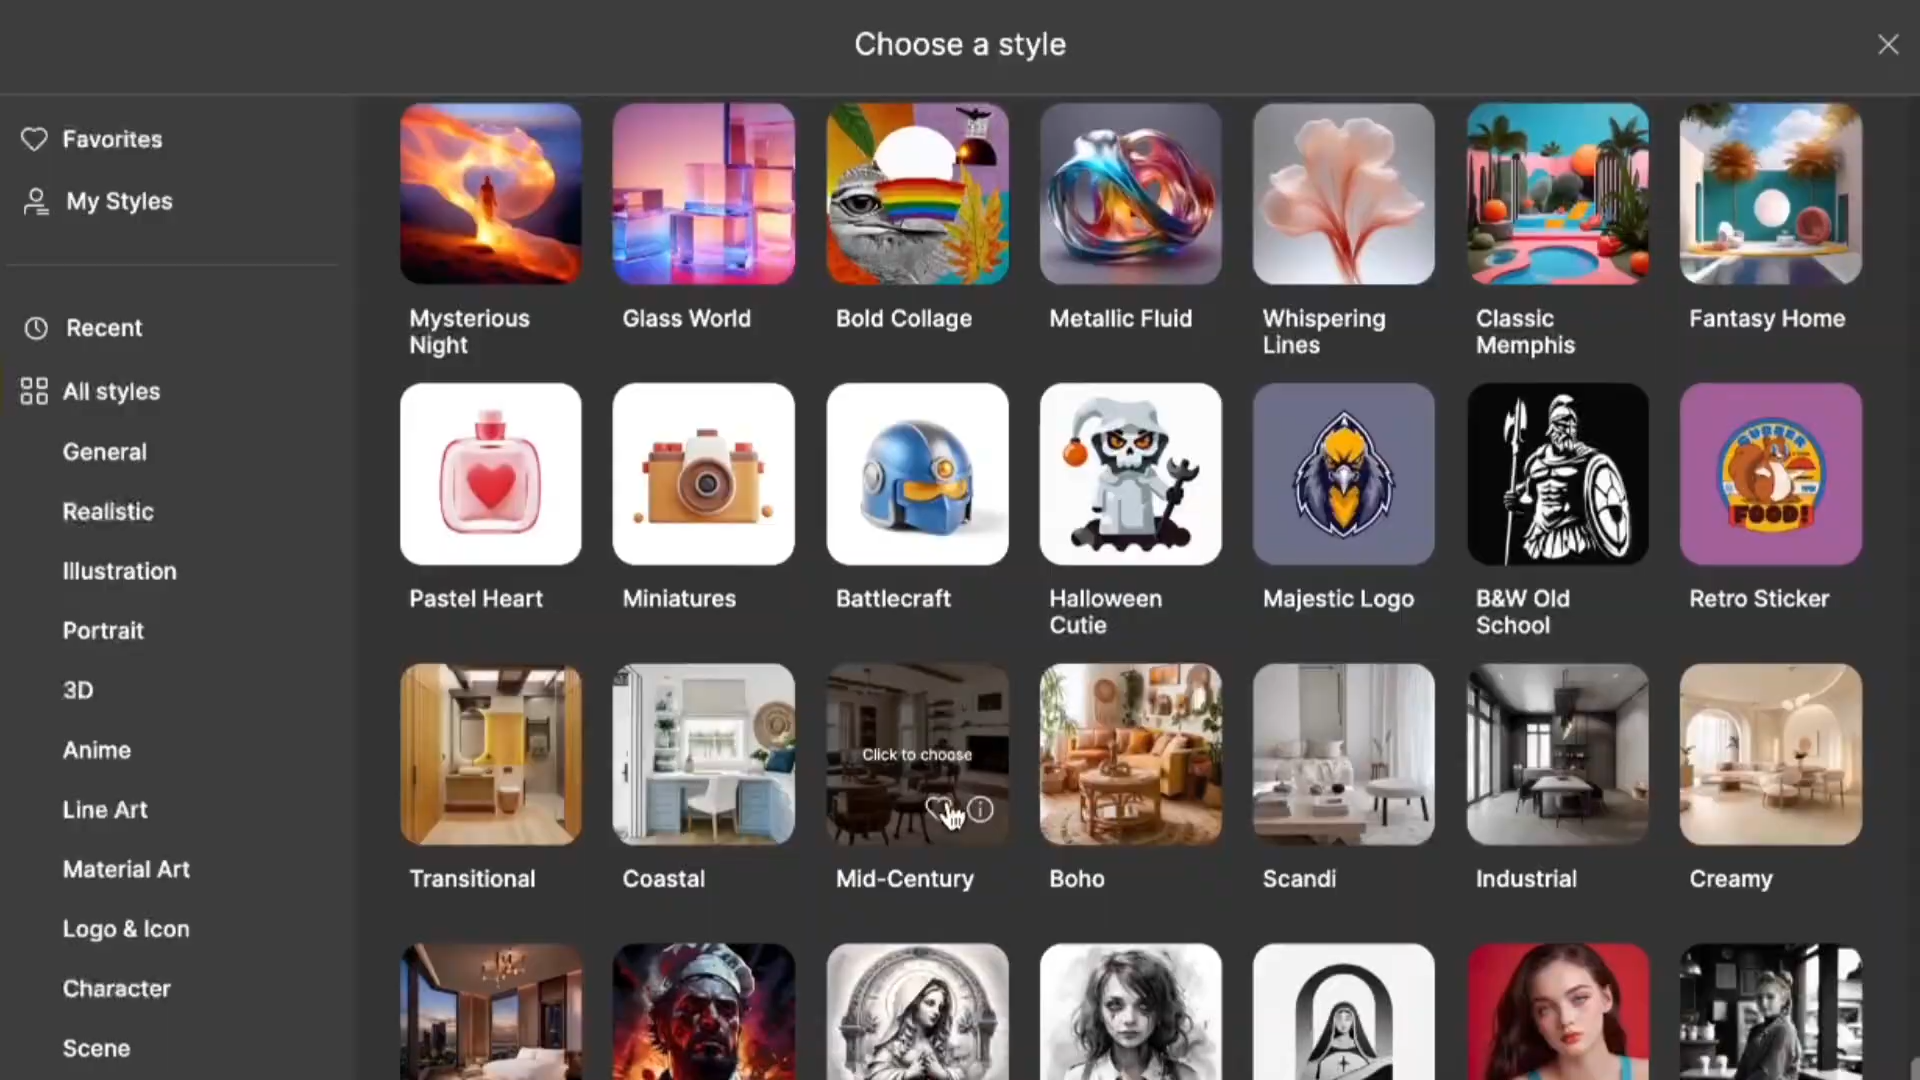 Choose a style
Favorites
My Styles
Recent
All styles
General
Realistic
Illustration
Portrait
3D
Anime
Line Art
Material Art
Logo & Icon
Character
Scene
Mysterious
Night
Glass World
Bold Collage
Metallic Fluid
Whispering
Lines
Classic
Memphis
Fantasy Home
FOOD!
Pastel Heart
Miniatures
Battlecraft
Halloween
Cutie
Majestic Logo
B&W Old
School
Retro Sticker
Click to choose
Transitional
Coastal
Mid-Century
Boho
Scandi
Industrial
Creamy